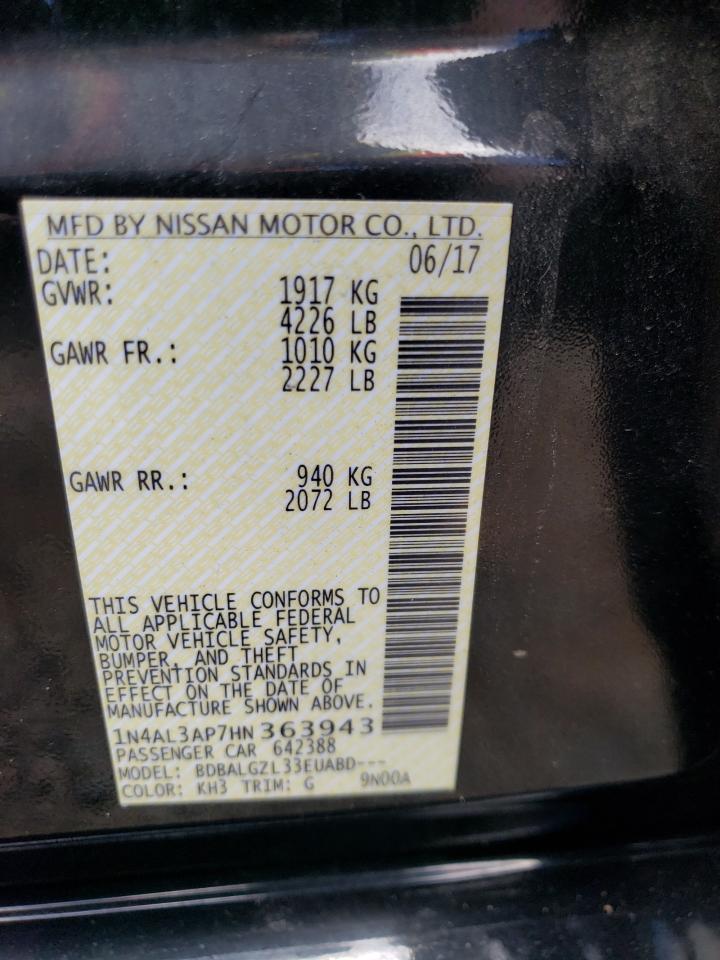 MFD BY NISSAN MOTOR CO., LTD.
DATE: 06/17
GVWR: 1917 KG
4226 LB
GAWR FR.: 1010 KG
2227 LB
GAWR RR.: 940 KG
2072 LB
THIS VEHICLE CONFORMS TO
ALL APPLICABLE FEDERAL
MOTOR VEHICLE SAFETY,
BUMPER, AND THEFT
PREVENTION STANDARDS IN
EFFECT ON THE DATE OF
MANUFACTURE SHOWN ABOVE.
1N4AL3AP7HN363943
PASSENGER CAR 642388
MODEL: BDBALGZL33EUABD---
COLOR: KH3 TRIM: G 9N00A